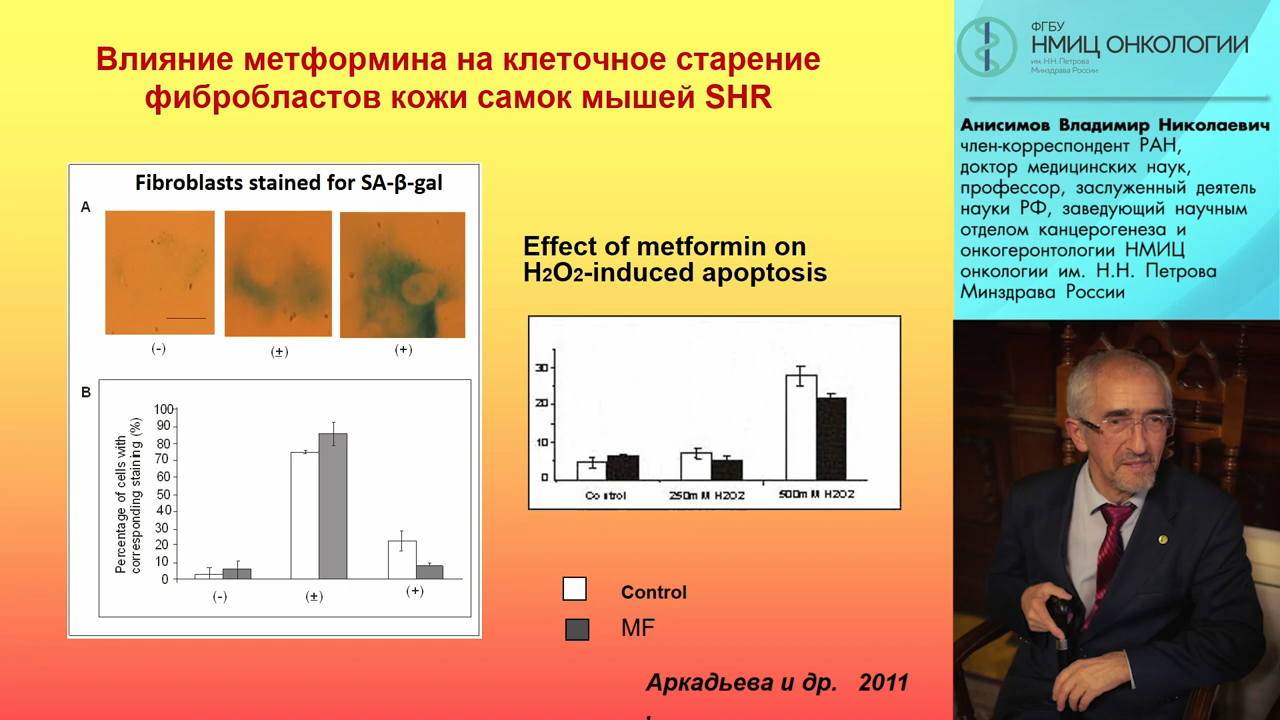 Влияние метформина на клеточное старение
фибробластов кожи самок мышей SHR
Fibroblasts stained for SA-β-gal
A
(-)
(±)
(+)
B
Percentage of cells with
corresponding staining (%)
100
90
80
70
60
50
40
30
20
10
0
(-)
(±)
(+)
Effect of metformin on
H2O2-induced apoptosis
30
20
10
0
Control
250mM H2O2
500mM H2O2
Control
MF
Аркадьева и др. 2011
ФГБУ
НМИЦ ОНКОЛОГИИ
им. Н.Н. Петрова
Минздрава России
Анисимов Владимир Николаевич
член-корреспондент РАН,
доктор медицинских наук,
профессор, заслуженный деятель
науки РФ, заведующий научным
отделом канцерогенеза и
онкогеронтологии НМИЦ
онкологии им. Н.Н. Петрова
Минздрава России